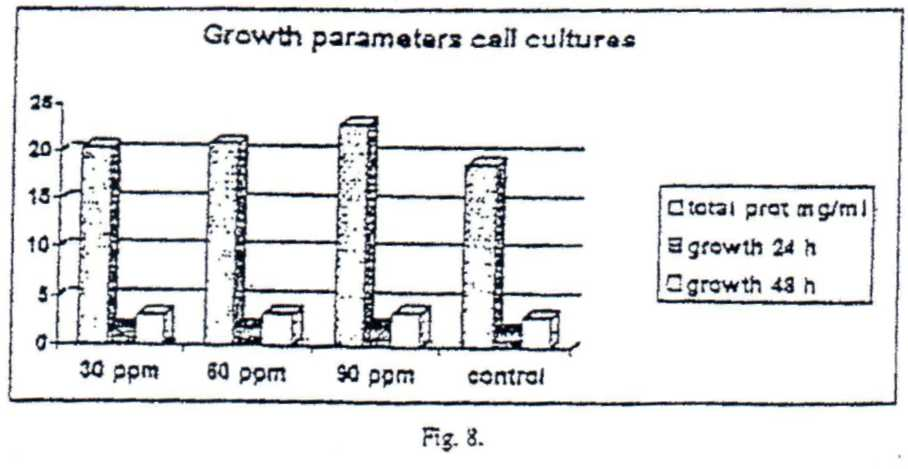 Growth parameters cell cultures
25
20
15
10
5
0
30 ppm 60 ppm 90 ppm control
total prot mg/ml
growth 24 h
growth 48 h
Fig. 8.